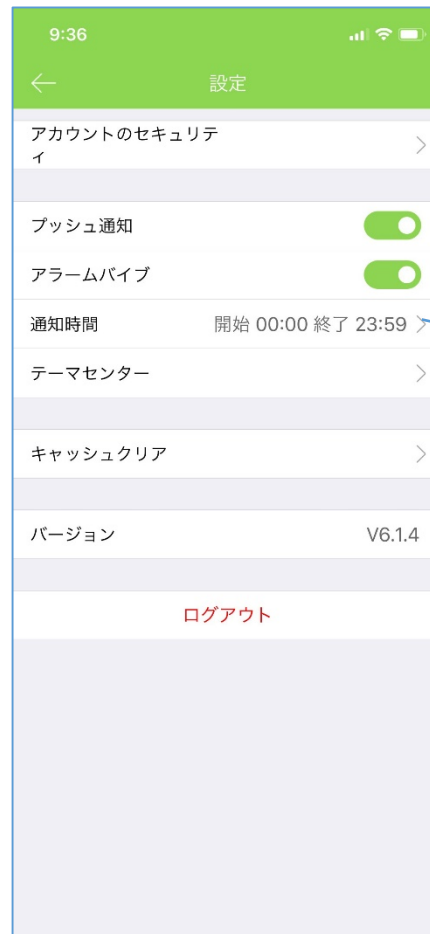 9:36
設定
アカウントのセキュリテ
ィ
プッシュ通知
アラームバイブ
通知時間 開始 00:00 終了 23:59
テーマセンター
キャッシュクリア
バージョン V6.1.4
ログアウト